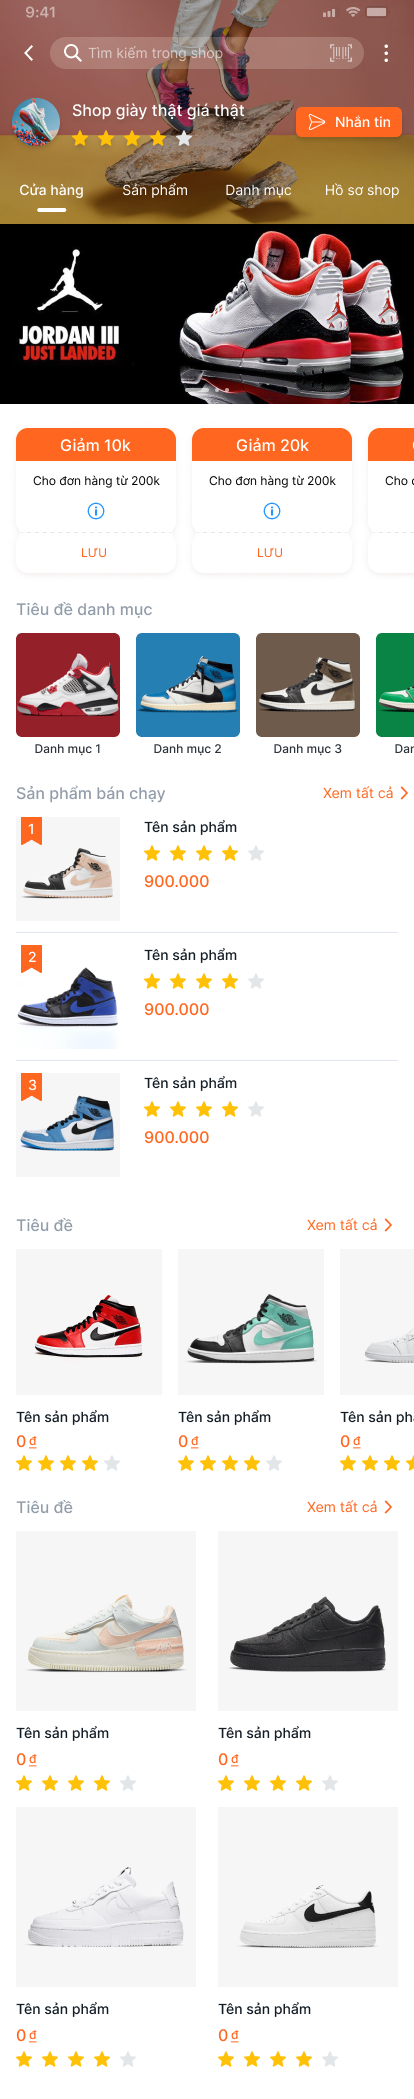 9:41
Tìm kiếm trong shop
Shop giày thật giá thật
Nhắn tin
Cửa hàng
Sản phẩm
Danh mục
Hồ sơ shop
JORDAN III
JUST LANDED
Giảm 10k
Giảm 20k
Cho đơn hàng từ 200k
Cho đơn hàng từ 200k
Cho
LƯU
LƯU
Tiêu đề danh mục
Danh mục 1
Danh mục 2
Danh mục 3
Sản phẩm bán chạy
Xem tất cả
1
Tên sản phẩm
900.000
2
Tên sản phẩm
900.000
3
Tên sản phẩm
900.000
Tiêu đề
Xem tất cả
Tên sản phẩm
Tên sản phẩm
Tên sản ph
0 ₫
0 ₫
0 ₫
Tiêu đề
Xem tất cả
Tên sản phẩm
Tên sản phẩm
0 ₫
0 ₫
Tên sản phẩm
Tên sản phẩm
0 ₫
0 ₫